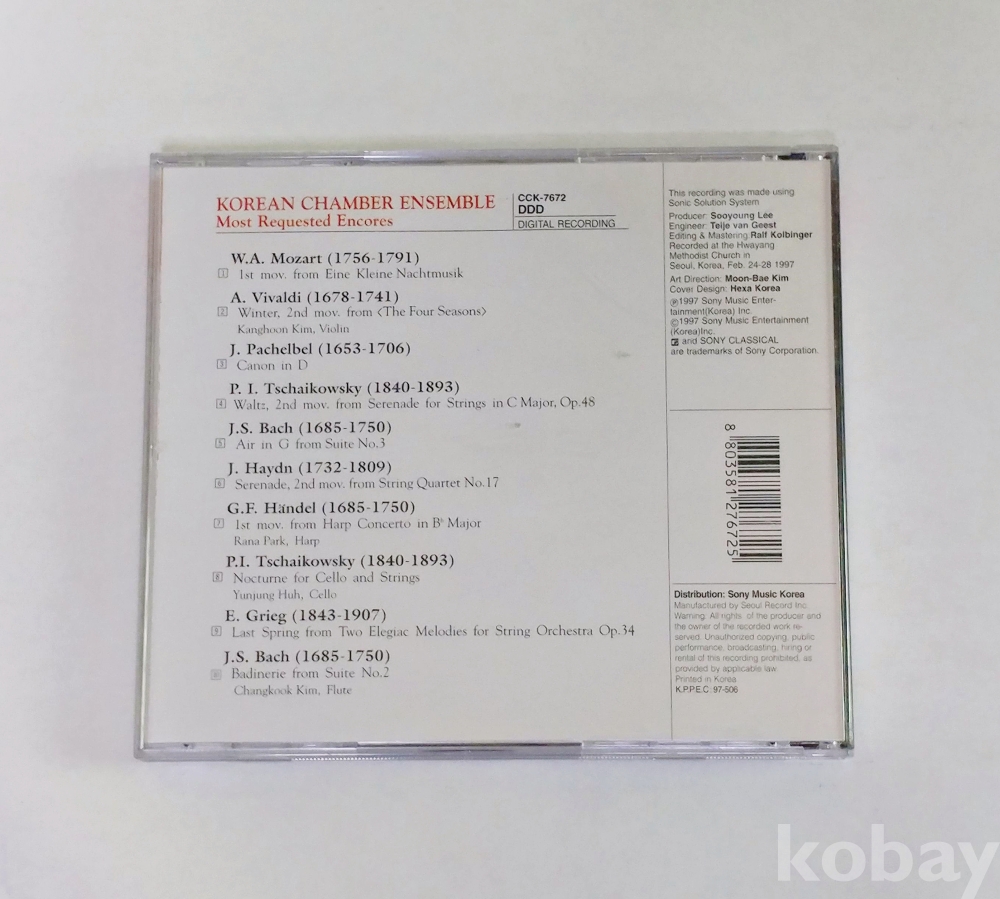 KOREAN CHAMBER ENSEMBLE
Most Requested Encores
CCK-7672
DDD
DIGITAL RECORDING
W.A. Mozart (1756-1791)
1 1st mov. from Eine Kleine Nachtmusik
A. Vivaldi (1678-1741)
2 Winter, 2nd mov. from <The Four Seasons>
Kanghoon Kim, Violin
J. Pachelbel (1653-1706)
3 Canon in D
P. I. Tschaikowsky (1840-1893)
4 Waltz, 2nd mov. from Serenade for Strings in C Major, Op.48
J.S. Bach (1685-1750)
5 Air in G from Suite No.3
J. Haydn (1732-1809)
6 Serenade, 2nd mov. from String Quartet No.17
G.F. Händel (1685-1750)
7 1st mov. from Harp Concerto in B♭ Major
Rana Park, Harp
P.I. Tschaikowsky (1840-1893)
8 Nocturne for Cello and Strings
Yunjung Huh, Cello
E. Grieg (1843-1907)
9 Last Spring from Two Elegiac Melodies for String Orchestra Op.34
J.S. Bach (1685-1750)
10 Badinerie from Suite No.2
Changkook Kim, Flute
This recording was made using
Sonic Solution System
Producer: Sooyoung Lee
Engineer: Teije van Geest
Editing & Mastering: Ralf Kolbinger
Recorded at the Hwayang
Methodist Church in
Seoul, Korea, Feb. 24-28 1997
Art Direction: Moon-Bae Kim
Cover Design: Hexa Korea
℗1997 Sony Music Enter-
tainment(Korea) Inc.
©1997 Sony Music Entertainment
(Korea)Inc.
and SONY CLASSICAL
are trademarks of Sony Corporation.
8 803581 276725
Distribution: Sony Music Korea
Manufactured by Seoul Record Inc.
Warning. All rights. of the producer and
the owner of the recorded work re-
served. Unauthorized copying, public
performance, broadcasting, hiring or
rental of this recording prohibited, as
provided by applicable law.
Printed in Korea.
K.P.P.E.C. 97-506
kobay